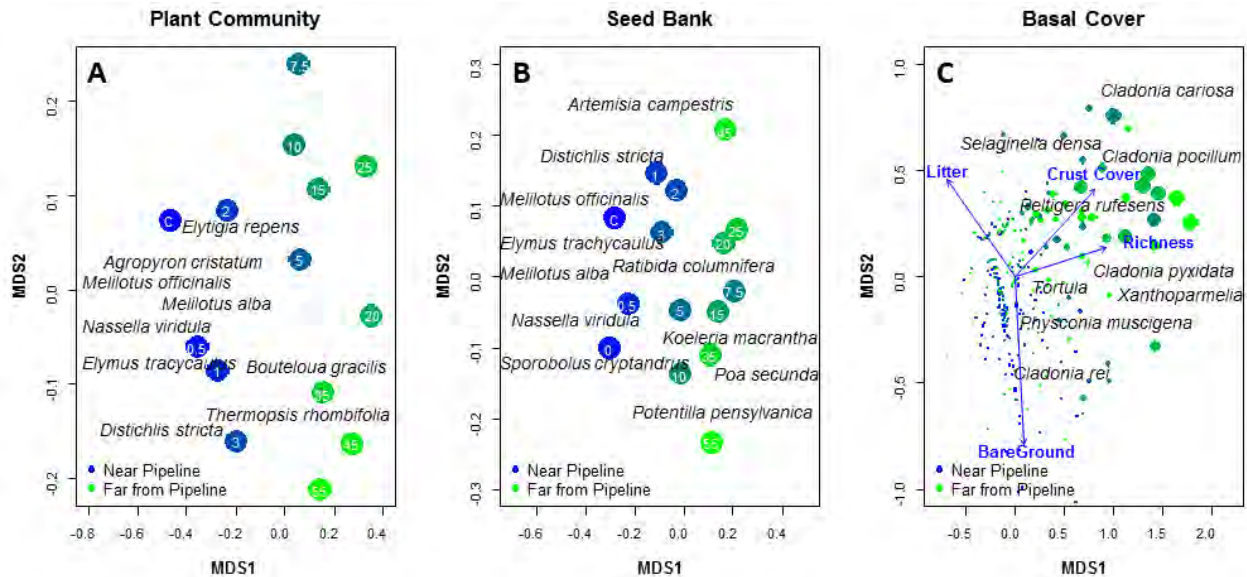 Plant Community
A
7.5
10
15
25
C
2
Elytigia repens
5
Agropyron cristatum
Melilotus officinalis
Melilotus alba
20
Nassella viridula
0.5
Elymus tracycaulus
1
Bouteloua gracilis
35
Thermopsis rhombifolia
Distichlis stricta
3
45
55
Near Pipeline
Far from Pipeline
MDS2
0.2
0.1
0.0
-0.1
-0.2
-0.8 -0.6 -0.4 -0.2 0.0 0.2 0.4
MDS1
Seed Bank
B
Artemisia campestris
45
Distichlis stricta
1
2
Melilotus officinalis
C
3
25
20
Elymus trachycaulus
Melilotus alba
Ratibida columnifera
7.5
Nassella viridula
5
15
Koeleria macrantha
0
35
Sporobolus cryptandrus
10
Poa secunda
Potentilla pensylvanica
55
Near Pipeline
Far from Pipeline
MDS2
0.3
0.2
0.1
0.0
-0.1
-0.2
-0.3
-0.8 -0.6 -0.4 -0.2 0.0 0.2 0.4
MDS1
Basal Cover
C
Cladonia cariosa
Selaginella densa
Cladonia pocillum
Litter
Crust Cover
Peltigera rufesens
Richness
Cladonia pyxidata
Tortula
Xanthoparmelia
Physconia muscigena
Cladonia rei
BareGround
Near Pipeline
Far from Pipeline
1.0
0.5
0.0
-0.5
-1.0
-0.5 0.0 0.5 1.0 1.5 2.0
MDS1